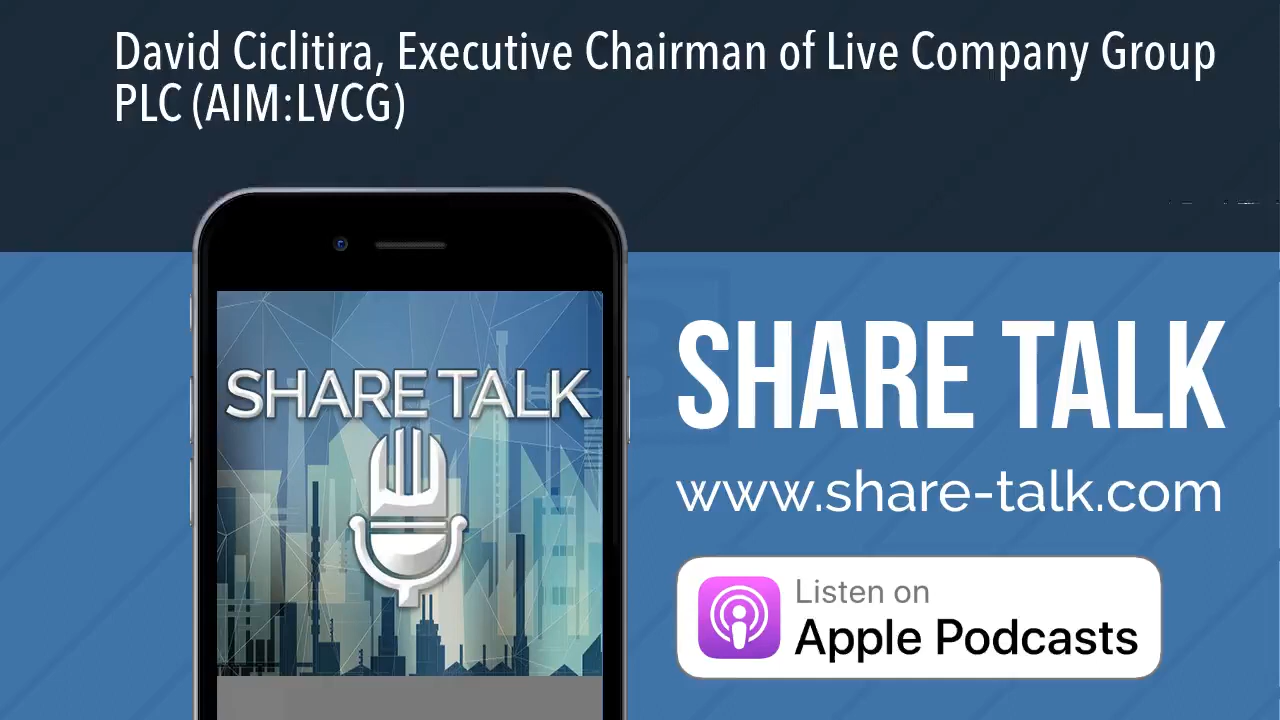 David Ciclitira, Executive Chairman of Live Company Group
PLC (AIM:LVCG)
SHARE TALK
SHARE TALK
www.share-talk.com
Listen on
Apple Podcasts